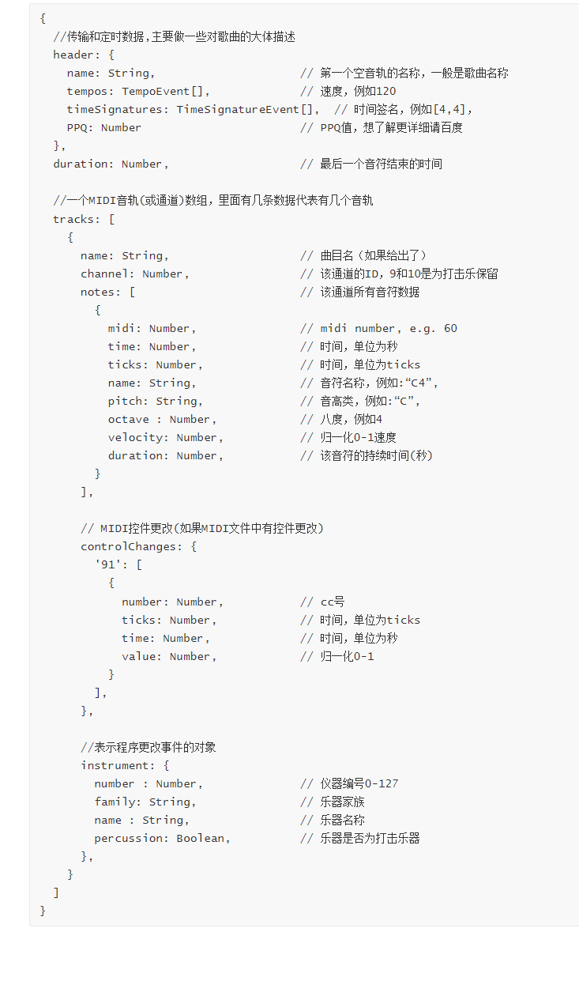 {
  //传输和定时数据,主要做一些对歌曲的大体描述
  header: {
    name: String,                     // 第一个空音轨的名称，一般是歌曲名称
    tempos: TempoEvent[],             // 速度，例如120
    timeSignatures: TimeSignatureEvent[],  // 时间签名，例如[4,4]，
    PPQ: Number                       // PPQ值，想了解更详细请百度
  },
  duration: Number,                   // 最后一个音符结束的时间

  //一个MIDI音轨(或通道)数组，里面有几条数据代表有几个音轨
  tracks: [
    {
      name: String,                   // 曲目名（如果给出了）
      channel: Number,                // 该通道的ID，9和10是为打击乐保留
      notes: [                        // 该通道所有音符数据
        {
          midi: Number,               // midi number, e.g. 60
          time: Number,               // 时间，单位为秒
          ticks: Number,              // 时间，单位为ticks
          name: String,               // 音符名称，例如:“C4”,
          pitch: String,              // 音高类，例如:“C”,
          octave : Number,            // 八度，例如4
          velocity: Number,           // 归一化0-1速度
          duration: Number,           // 该音符的持续时间(秒)
        }
      ],

      // MIDI控件更改(如果MIDI文件中有控件更改)
      controlChanges: {
        '91': [
          {
            number: Number,           // cc号
            ticks: Number,            // 时间，单位为ticks
            time: Number,             // 时间，单位为秒
            value: Number,            // 归一化0-1
          }
        ],
      },

      //表示程序更改事件的对象
      instrument: {
        number : Number,              // 仪器编号0-127
        family: String,               // 乐器家族
        name : String,                // 乐器名称
        percussion: Boolean,          // 乐器是否为打击乐器
      },
    }
  ]
}